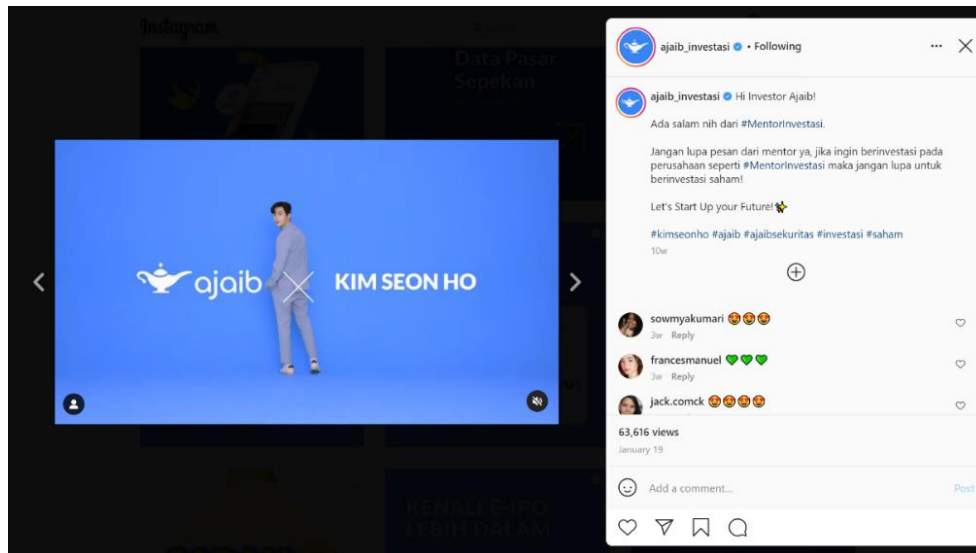 Instagram
Data Pasar
Sepekan
ajaib
KIM SEON HO
KENALI E-IPO
LEBIH DALAM
ajaib_investasi • Following
ajaib_investasi Hi Investor Ajaib!
Ada salam nih dari #MentorInvestasi.
Jangan lupa pesan dari mentor ya, jika ingin berinvestasi pada
perusahaan seperti #MentorInvestasi maka jangan lupa untuk
berinvestasi saham!
Let's Start Up your Future!
#kimseonho #ajaib #ajaibsekuritas #investasi #saham
10w
sowmyakumari 😍😍😍
3w Reply
francesmanuel 💚💚💚
3w Reply
jack.comck 😍😍😍😍
63,616 views
January 19
Add a comment...
Post